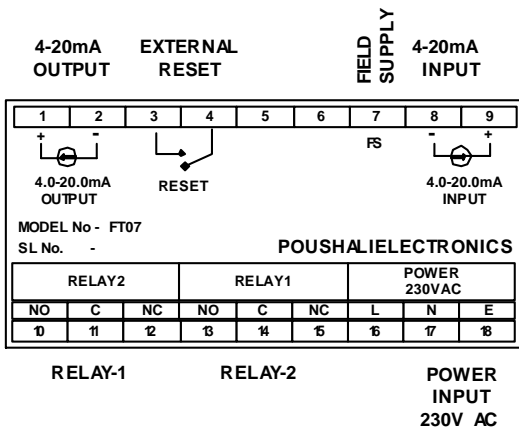 4-20mA OUTPUT
EXTERNAL RESET
FIELD SUPPLY
4-20mA INPUT
1 2 3 4 5 6 7 8 9
+ - FS - +
4.0-20.0mA OUTPUT
RESET
4.0-20.0mA INPUT
MODEL No - FT07
SL No. -
POUSHALIELECTRONICS
RELAY2 RELAY1 POWER 230VAC
NO C NC NO C NC L N E
10 11 12 13 14 15 16 17 18
RELAY-1 RELAY-2
POWER INPUT 230V AC